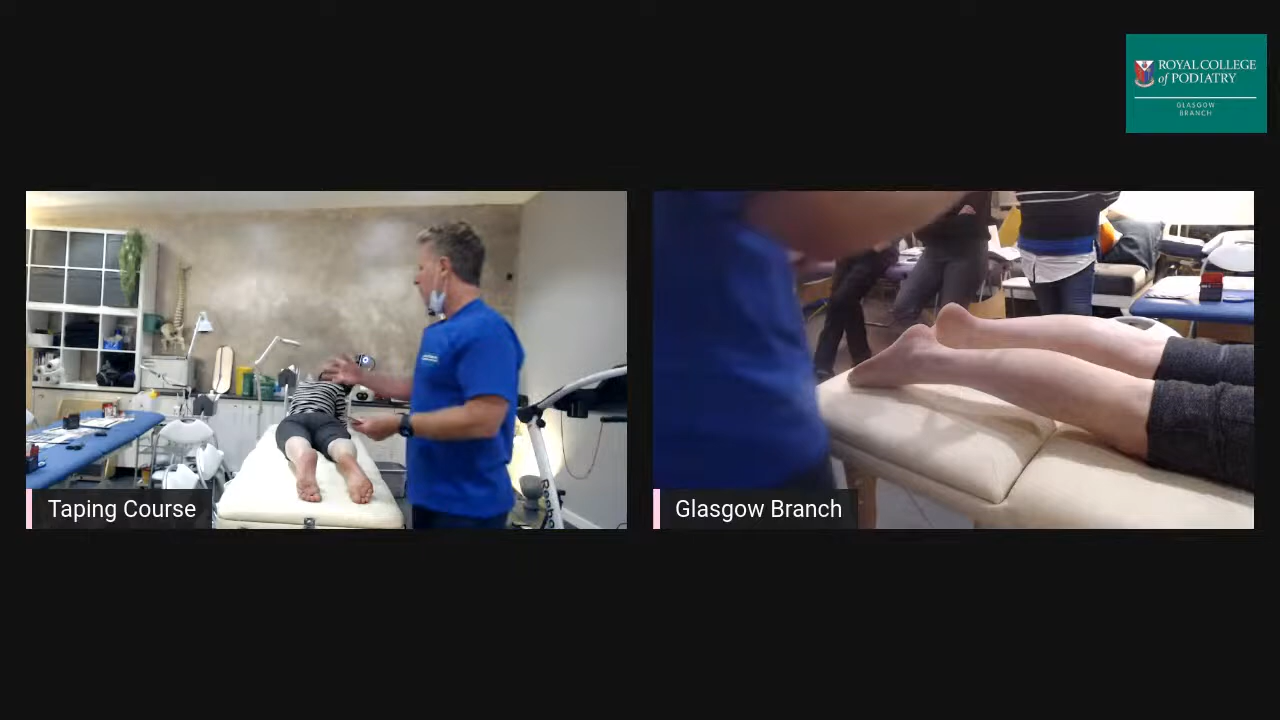 ROYAL COLLEGE
of PODIATRY
GLASGOW
BRANCH
Taping Course
Glasgow Branch